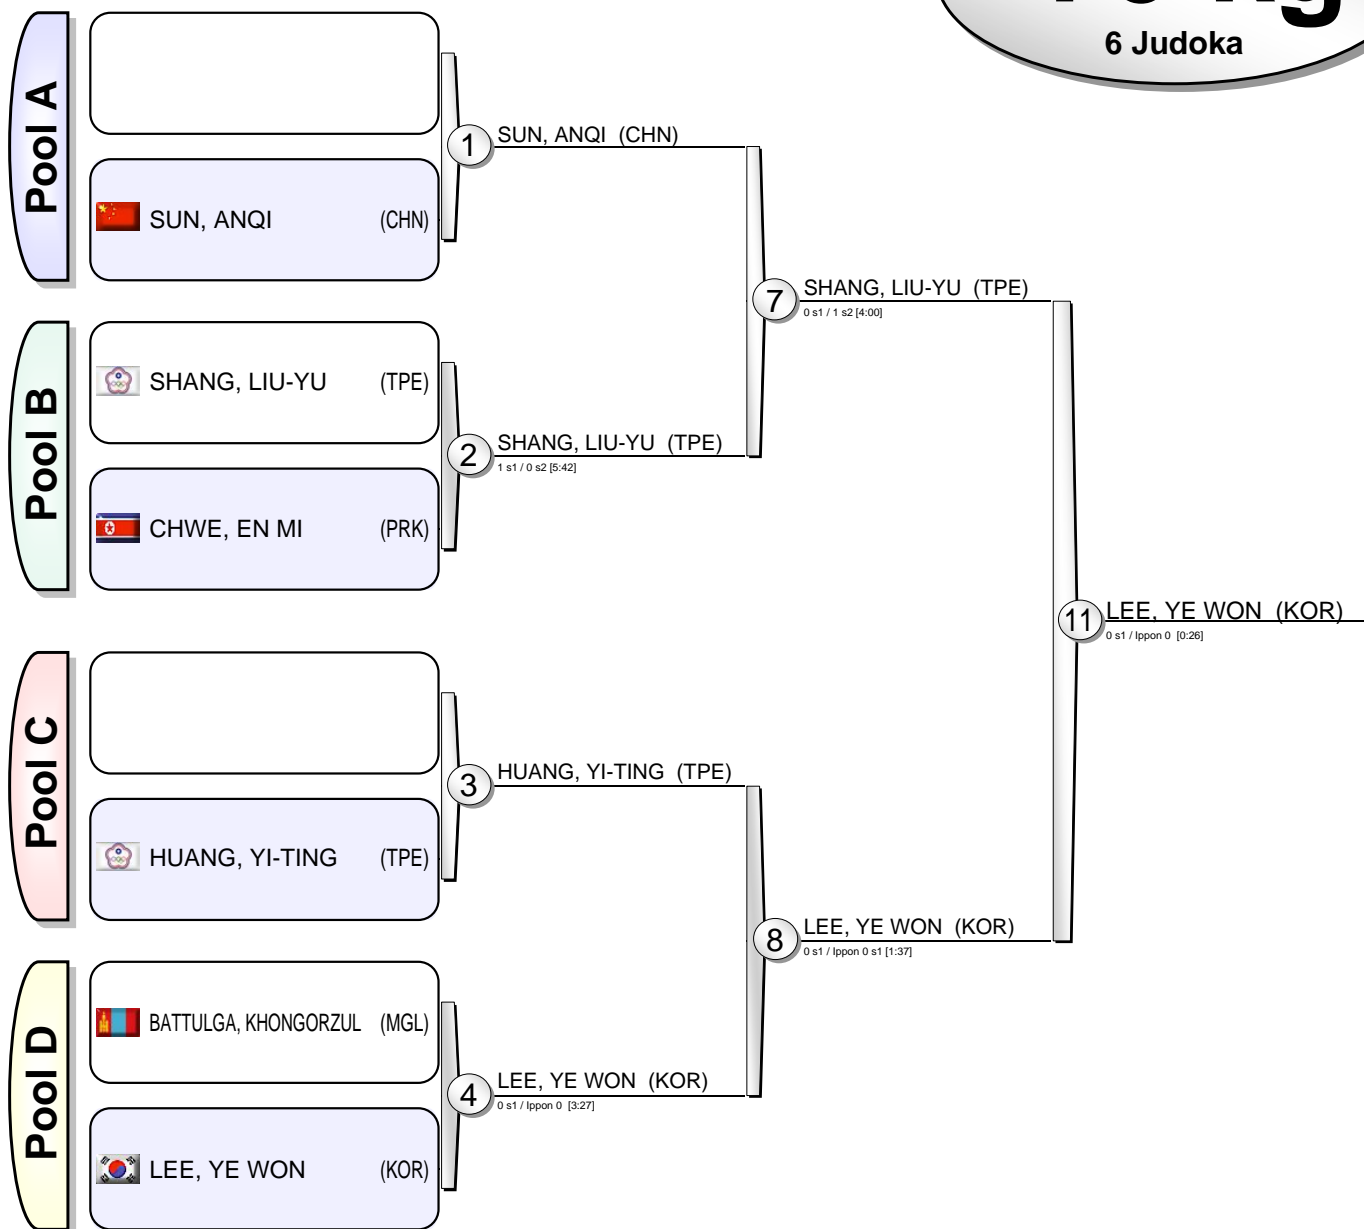 6 Judoka
Pool A
SUN, ANQI (CHN)
1
SUN, ANQI (CHN)
Pool B
SHANG, LIU-YU (TPE)
CHWE, EN MI (PRK)
2
SHANG, LIU-YU (TPE)
1 s1 / 0 s2 [5:42]
7
SHANG, LIU-YU (TPE)
0 s1 / 1 s2 [4:00]
Pool C
HUANG, YI-TING (TPE)
3
HUANG, YI-TING (TPE)
Pool D
BATTULGA, KHONGORZUL (MGL)
LEE, YE WON (KOR)
4
LEE, YE WON (KOR)
0 s1 / Ippon 0 [3:27]
8
LEE, YE WON (KOR)
0 s1 / Ippon 0 s1 [1:37]
11
LEE, YE WON (KOR)
0 s1 / Ippon 0 [0:26]